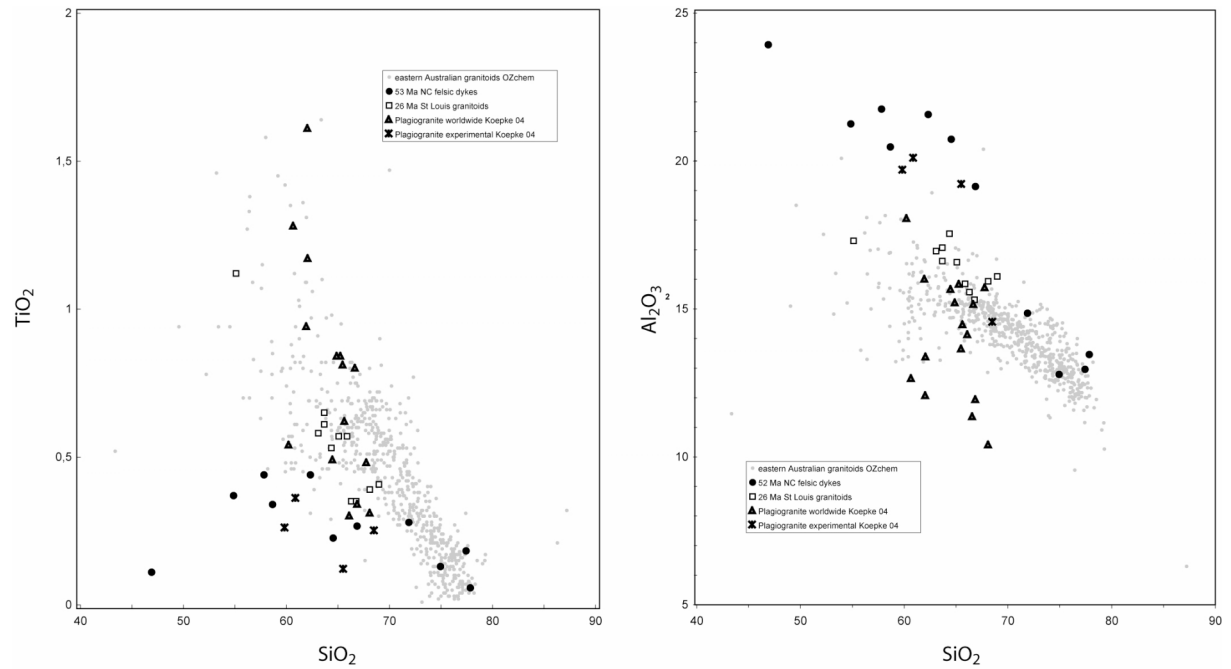 2
1,5
1
0,5
0
40
50
60
70
80
90
TiO2
SiO2
eastern Australian granitoids OZchem
53 Ma NC felsic dykes
26 Ma St Louis granitoids
Plagiogranite worldwide Koepke 04
Plagiogranite experimental Koepke 04
25
20
15
10
5
40
50
60
70
80
90
Al2O3 2
SiO2
eastern Australian granitoids OZchem
52 Ma NC felsic dykes
26 Ma St Louis granitoids
Plagiogranite worldwide Koepke 04
Plagiogranite experimental Koepke 04